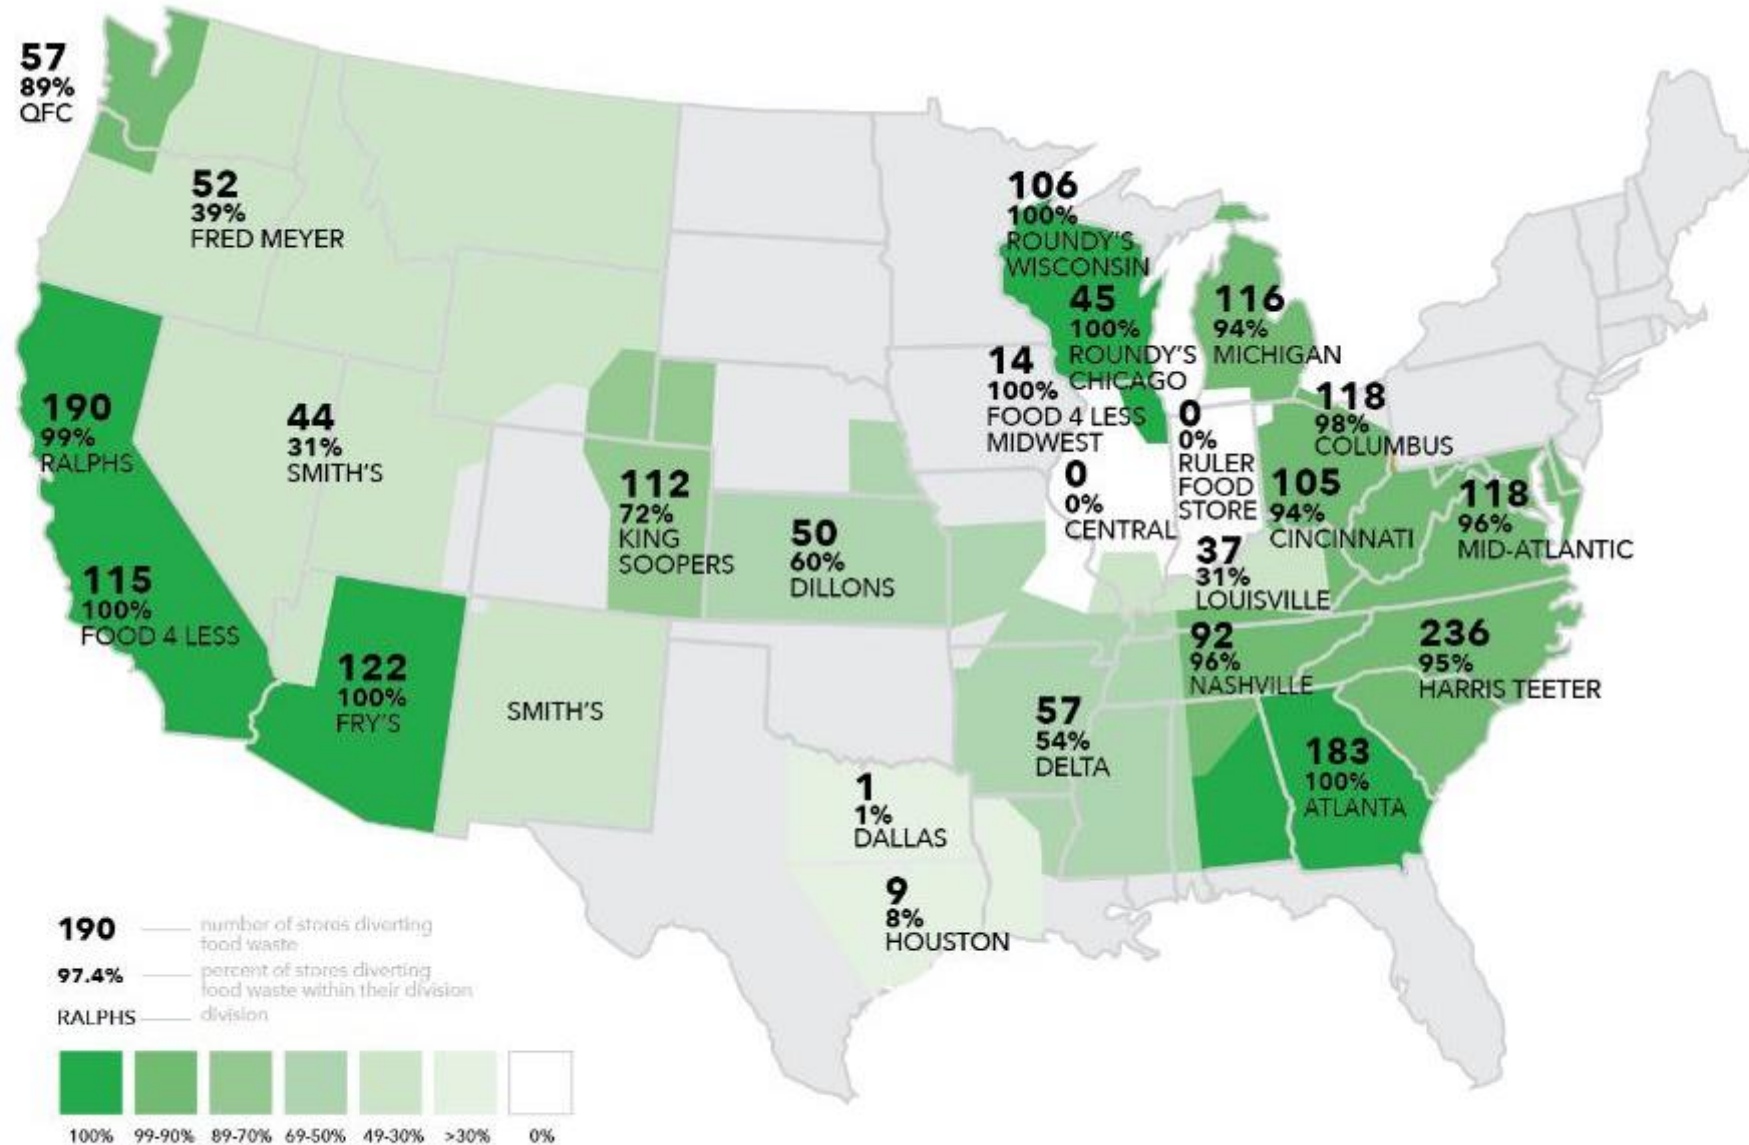 57
89%
QFC
52
39%
FRED MEYER
190
99%
RALPHS
44
31%
SMITH'S
115
100%
FOOD 4 LESS
122
100%
FRY'S
SMITH'S
112
72%
KING
SOOPERS
50
60%
DILLONS
106
100%
ROUNDY'S
WISCONSIN
45
100%
ROUNDY'S
CHICAGO
14
100%
FOOD 4 LESS
MIDWEST
116
94%
MICHIGAN
0
0%
CENTRAL
0
0%
RULER
FOOD
STORE
118
98%
COLUMBUS
105
94%
CINCINNATI
118
96%
MID-ATLANTIC
37
31%
LOUISVILLE
92
96%
NASHVILLE
236
95%
HARRIS TEETER
57
54%
DELTA
183
100%
ATLANTA
1
1%
DALLAS
9
8%
HOUSTON
190
number of stores diverting
food waste
97.4%
percent of stores diverting
food waste within their division
RALPHS
division
100% 99-90% 89-70% 69-50% 49-30% >30% 0%